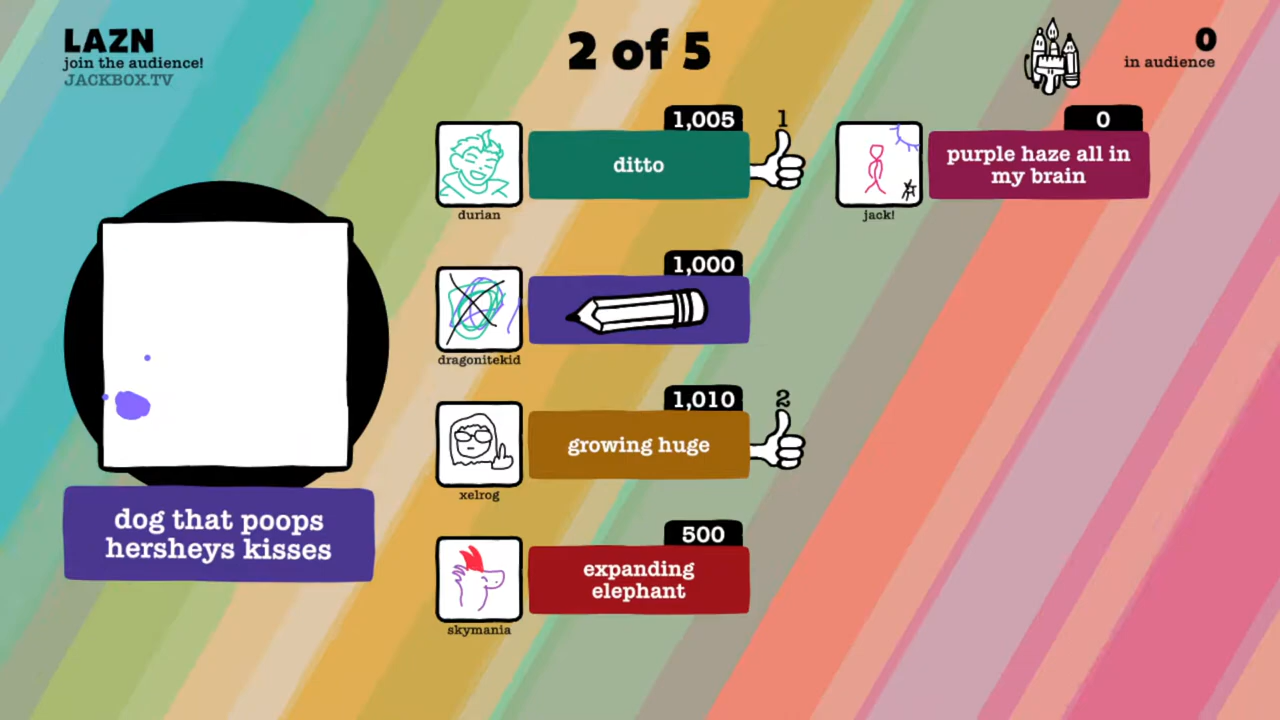 LAZN
join the audience!
JACKBOX.TV
2 of 5
0
in audience
1,005
1
ditto
durian
0
purple haze all in
my brain
jack!
1,000
dragonitekid
1,010
2
growing huge
xelrog
500
expanding
elephant
skymania
dog that poops
hersheys kisses